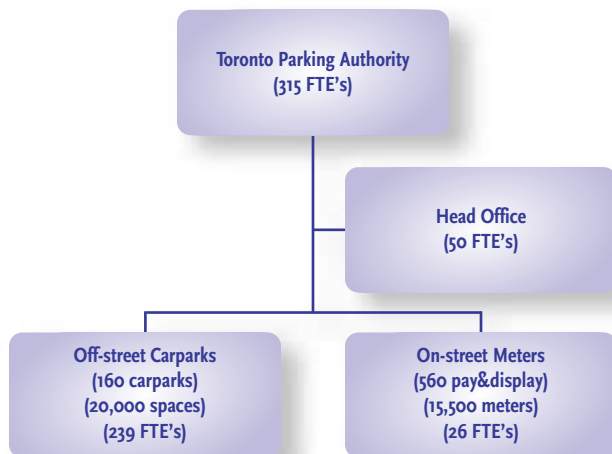 Toronto Parking Authority
(315 FTE's)
Head Office
(50 FTE's)
Off-street Carparks
(160 carparks)
(20,000 spaces)
(239 FTE's)
On-street Meters
(560 pay&display)
(15,500 meters)
(26 FTE's)